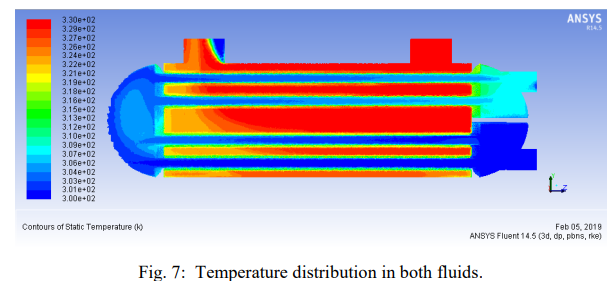 ANSYS
R14.5
3.30e+02
3.29e+02
3.27e+02
3.26e+02
3.24e+02
3.22e+02
3.21e+02
3.19e+02
3.18e+02
3.16e+02
3.15e+02
3.13e+02
3.12e+02
3.10e+02
3.09e+02
3.07e+02
3.06e+02
3.04e+02
3.03e+02
3.01e+02
3.00e+02
Y
Z
Contours of Static Temperature (k)
Feb 05, 2019
ANSYS Fluent 14.5 (3d, dp, pbns, rke)
Fig. 7: Temperature distribution in both fluids.